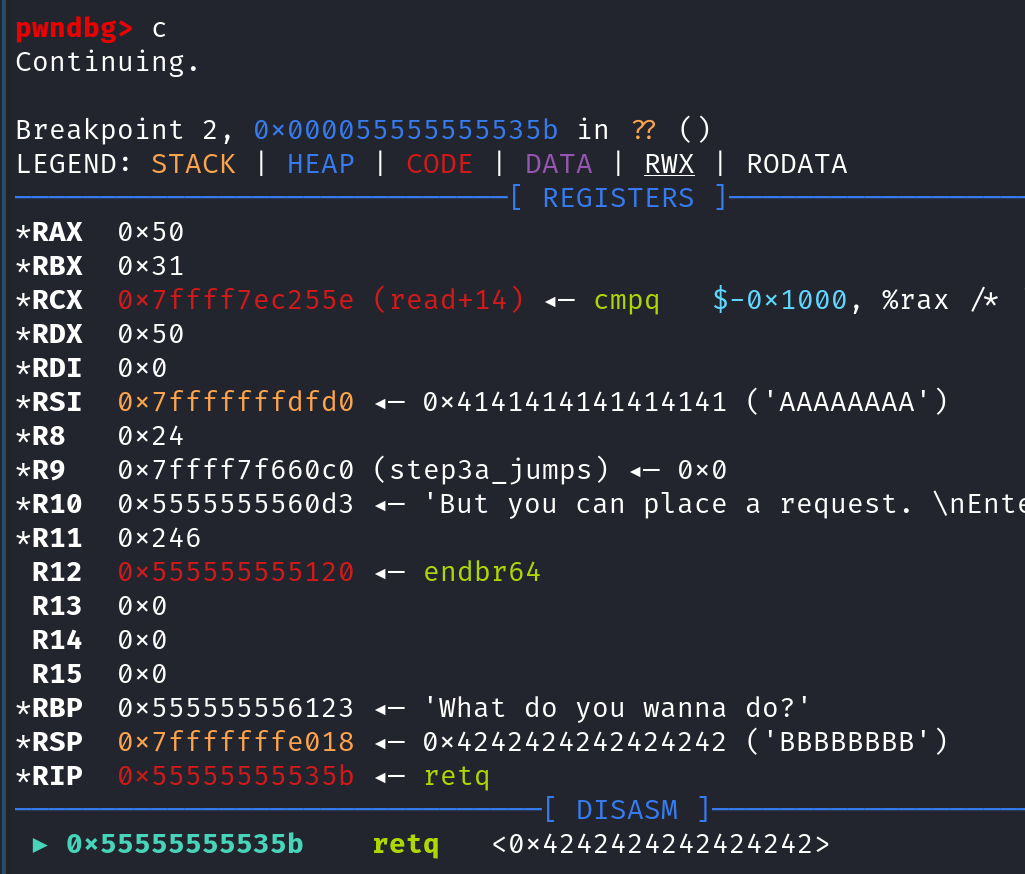 pwndbg> c
Continuing.
Breakpoint 2, 0x000055555555535b in ?? ()
LEGEND: STACK | HEAP | CODE | DATA | RWX | RODATA
[ REGISTERS ]
*RAX 0x50
*RBX 0x31
*RCX 0x7ffff7ec255e (read+14) ◂— cmpq $-0x1000, %rax /*
*RDX 0x50
*RDI 0x0
*RSI 0x7fffffffdfd0 ◂— 0x4141414141414141 ('AAAAAAAA')
*R8 0x24
*R9 0x7ffff7f660c0 (step3a_jumps) ◂— 0x0
*R10 0x5555555560d3 ◂— 'But you can place a request. \nEnte
*R11 0x246
R12 0x555555555120 ◂— endbr64
R13 0x0
R14 0x0
R15 0x0
*RBP 0x555555556123 ◂— 'What do you wanna do?'
*RSP 0x7fffffffe018 ◂— 0x4242424242424242 ('BBBBBBBB')
*RIP 0x55555555535b ◂— retq
[ DISASM ]
► 0x55555555535b retq <0x4242424242424242>